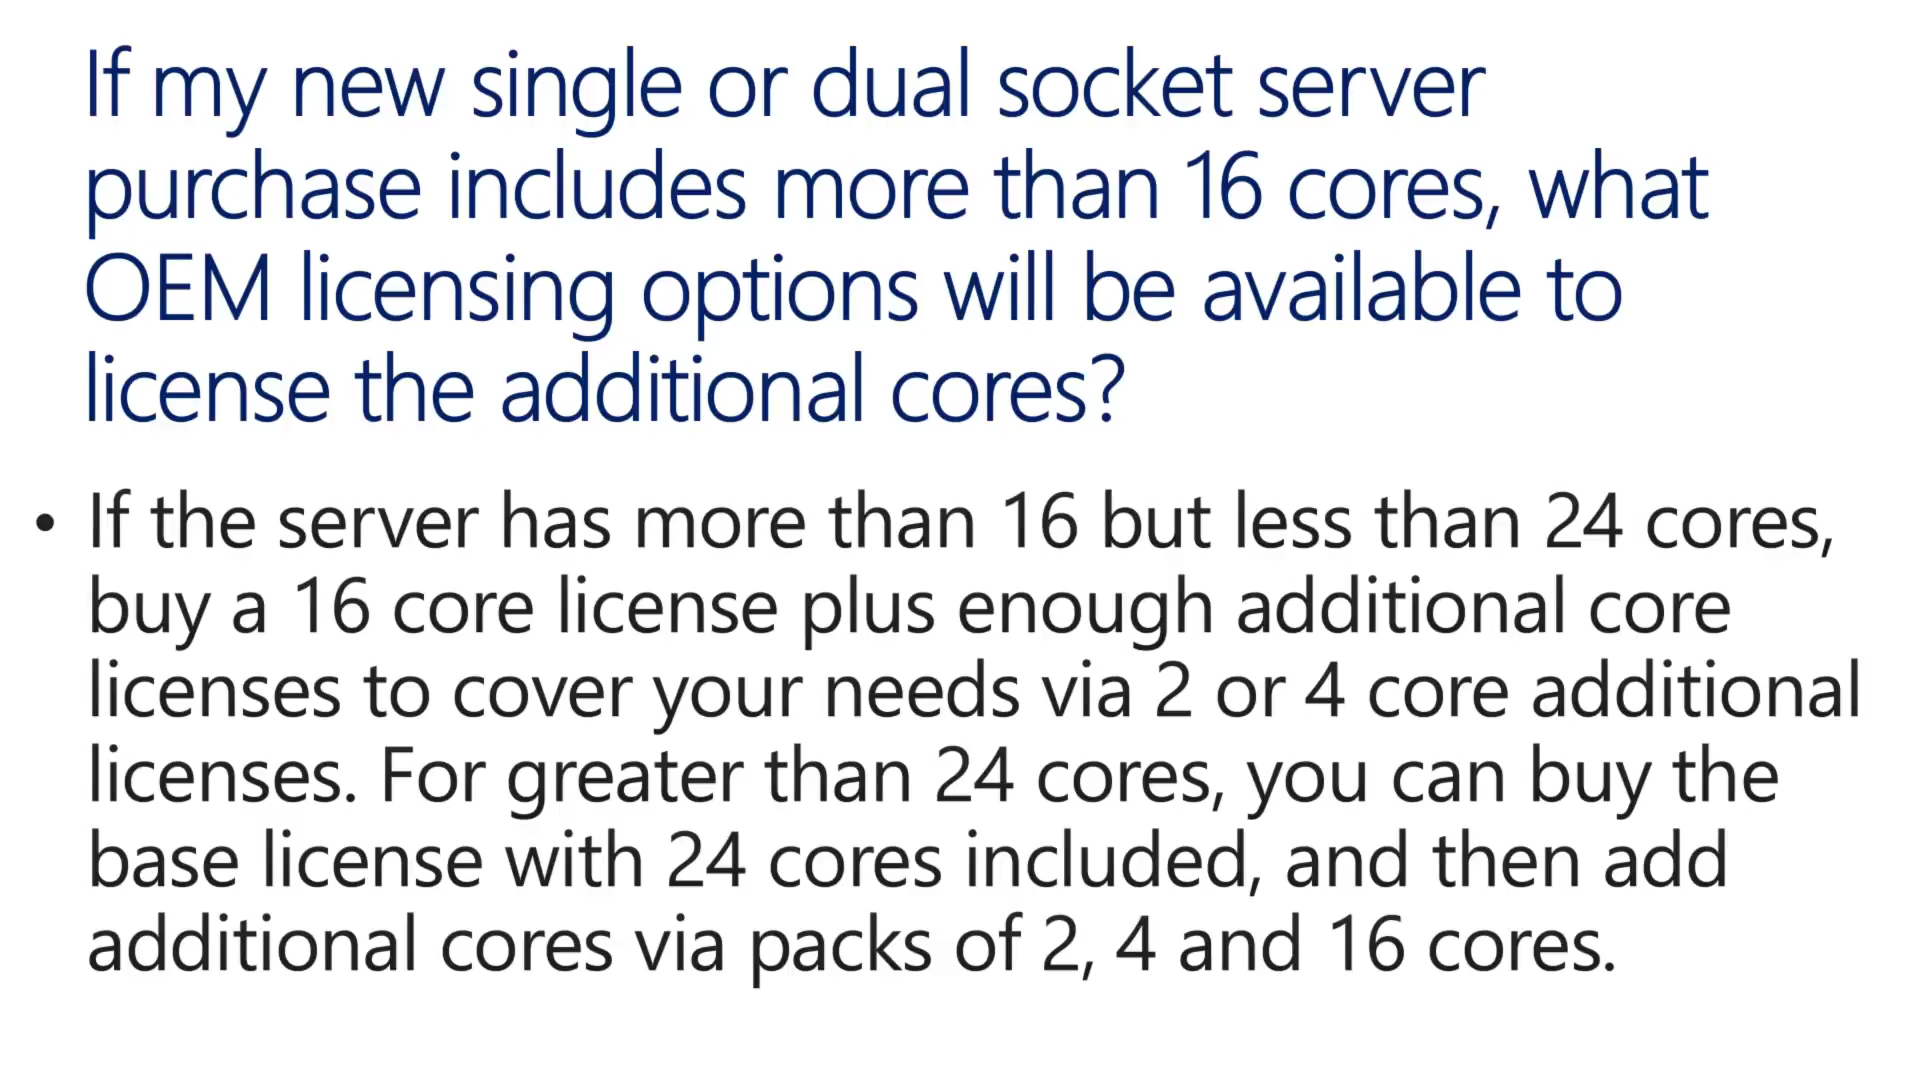 If my new single or dual socket server
purchase includes more than 16 cores, what
OEM licensing options will be available to
license the additional cores?
• If the server has more than 16 but less than 24 cores,
buy a 16 core license plus enough additional core
licenses to cover your needs via 2 or 4 core additional
licenses. For greater than 24 cores, you can buy the
base license with 24 cores included, and then add
additional cores via packs of 2, 4 and 16 cores.